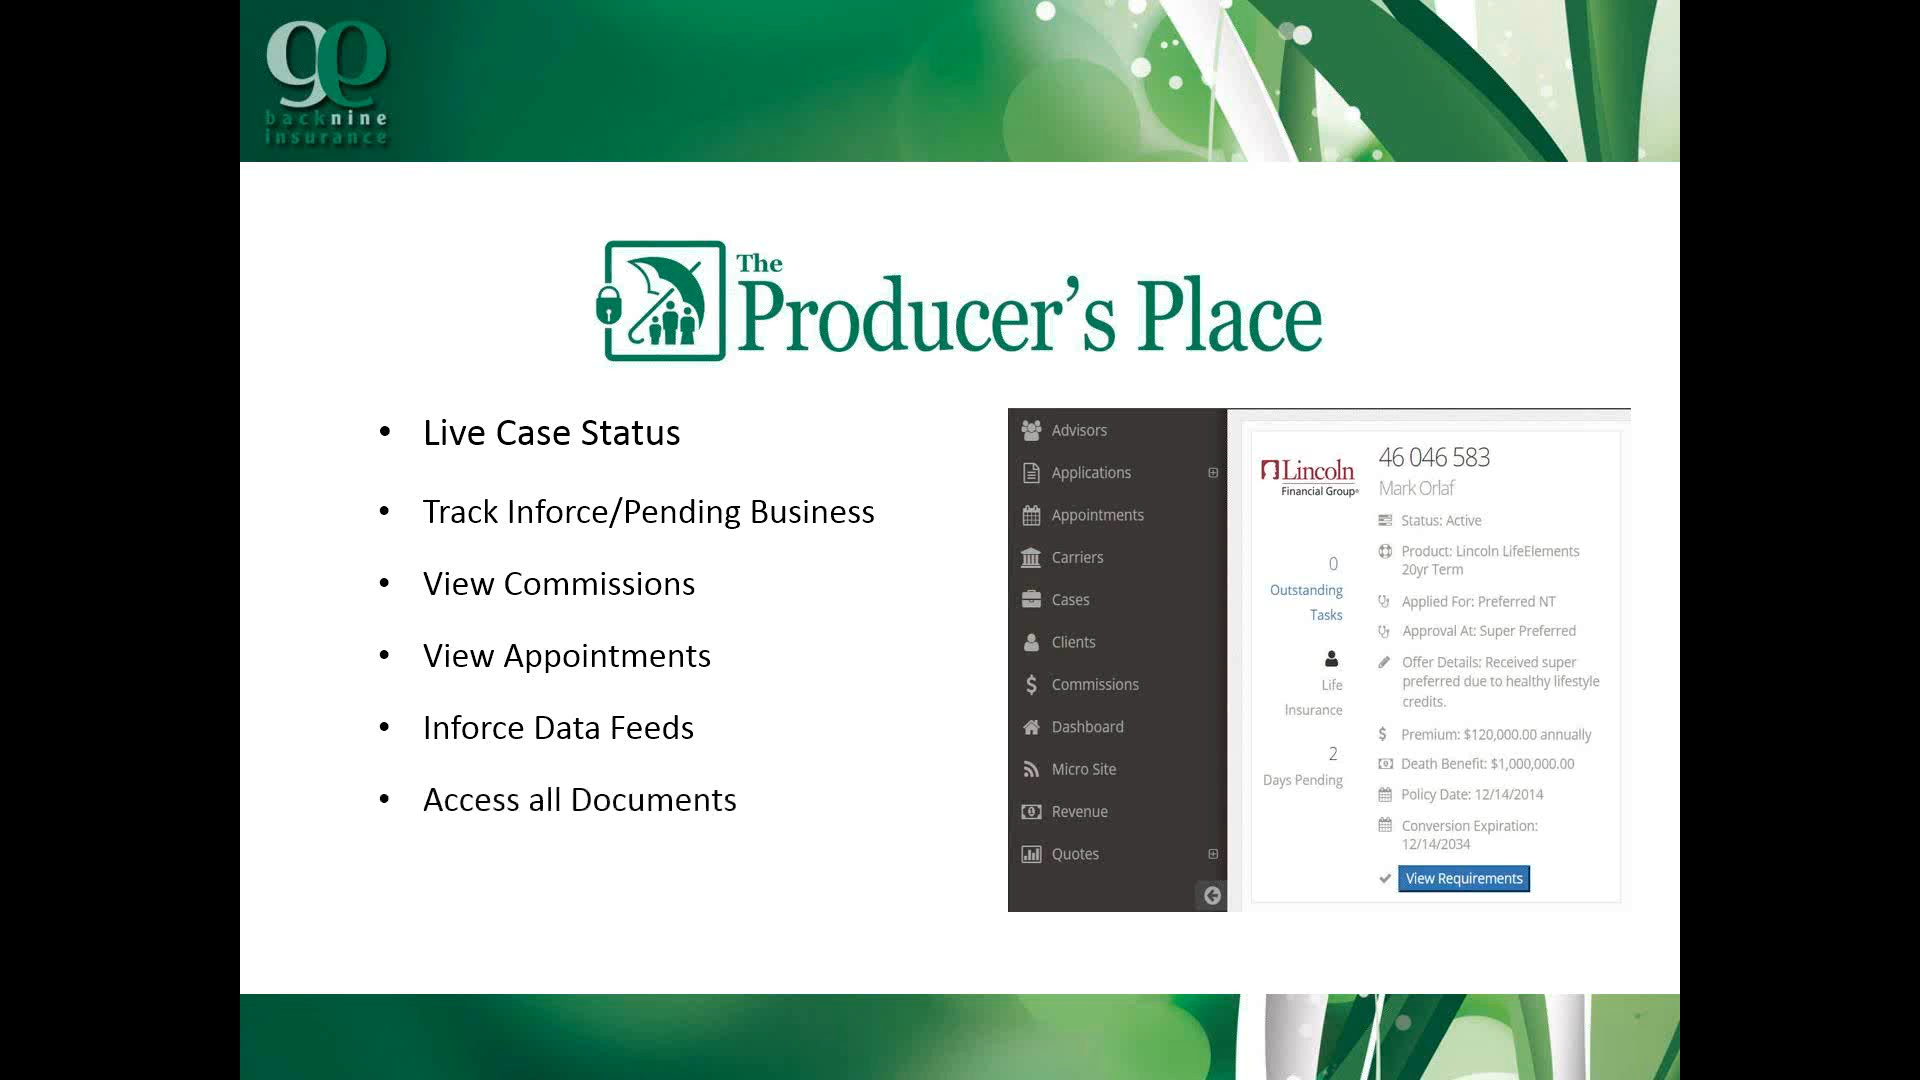 backnine
insurance
The
Producer's Place
• Live Case Status
• Track Inforce/Pending Business
• View Commissions
• View Appointments
• Inforce Data Feeds
• Access all Documents
Advisors
Applications
Appointments
Carriers
Cases
Clients
Commissions
Dashboard
Micro Site
Revenue
Quotes
Lincoln
Financial Group®
0
Outstanding
Tasks
Life
Insurance
2
Days Pending
46 046 583
Mark Orlaf
Status: Active
Product: Lincoln LifeElements
20yr Term
Applied For: Preferred NT
Approval At: Super Preferred
Offer Details: Received super
preferred due to healthy lifestyle
credits.
Premium: $120,000.00 annually
Death Benefit: $1,000,000.00
Policy Date: 12/14/2014
Conversion Expiration:
12/14/2034
View Requirements